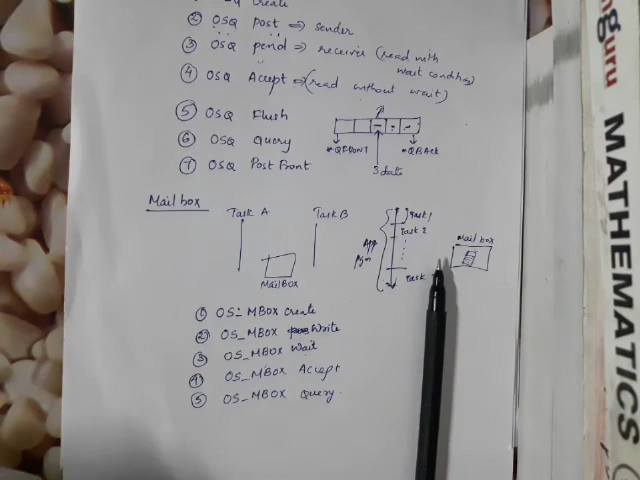 Create
② OSQ post ⇒ sender
③ OSQ pend ⇒ receiver (read with wait condition)
④ OSQ Accept ⇒ (read without wait)
⑤ OSQ Flush
⑥ OSQ Query
⑦ OSQ Post Front
*QFRONT
*QBACK
Mail box
Task A
Task B
MailBox
App
Task 1
Task 2
Task
Mail box
① OS_MBOX Create
② OS_MBOX Write
③ OS_MBOX Wait
④ OS_MBOX Accept
⑤ OS_MBOX Query
nguru
MATHEMATICS